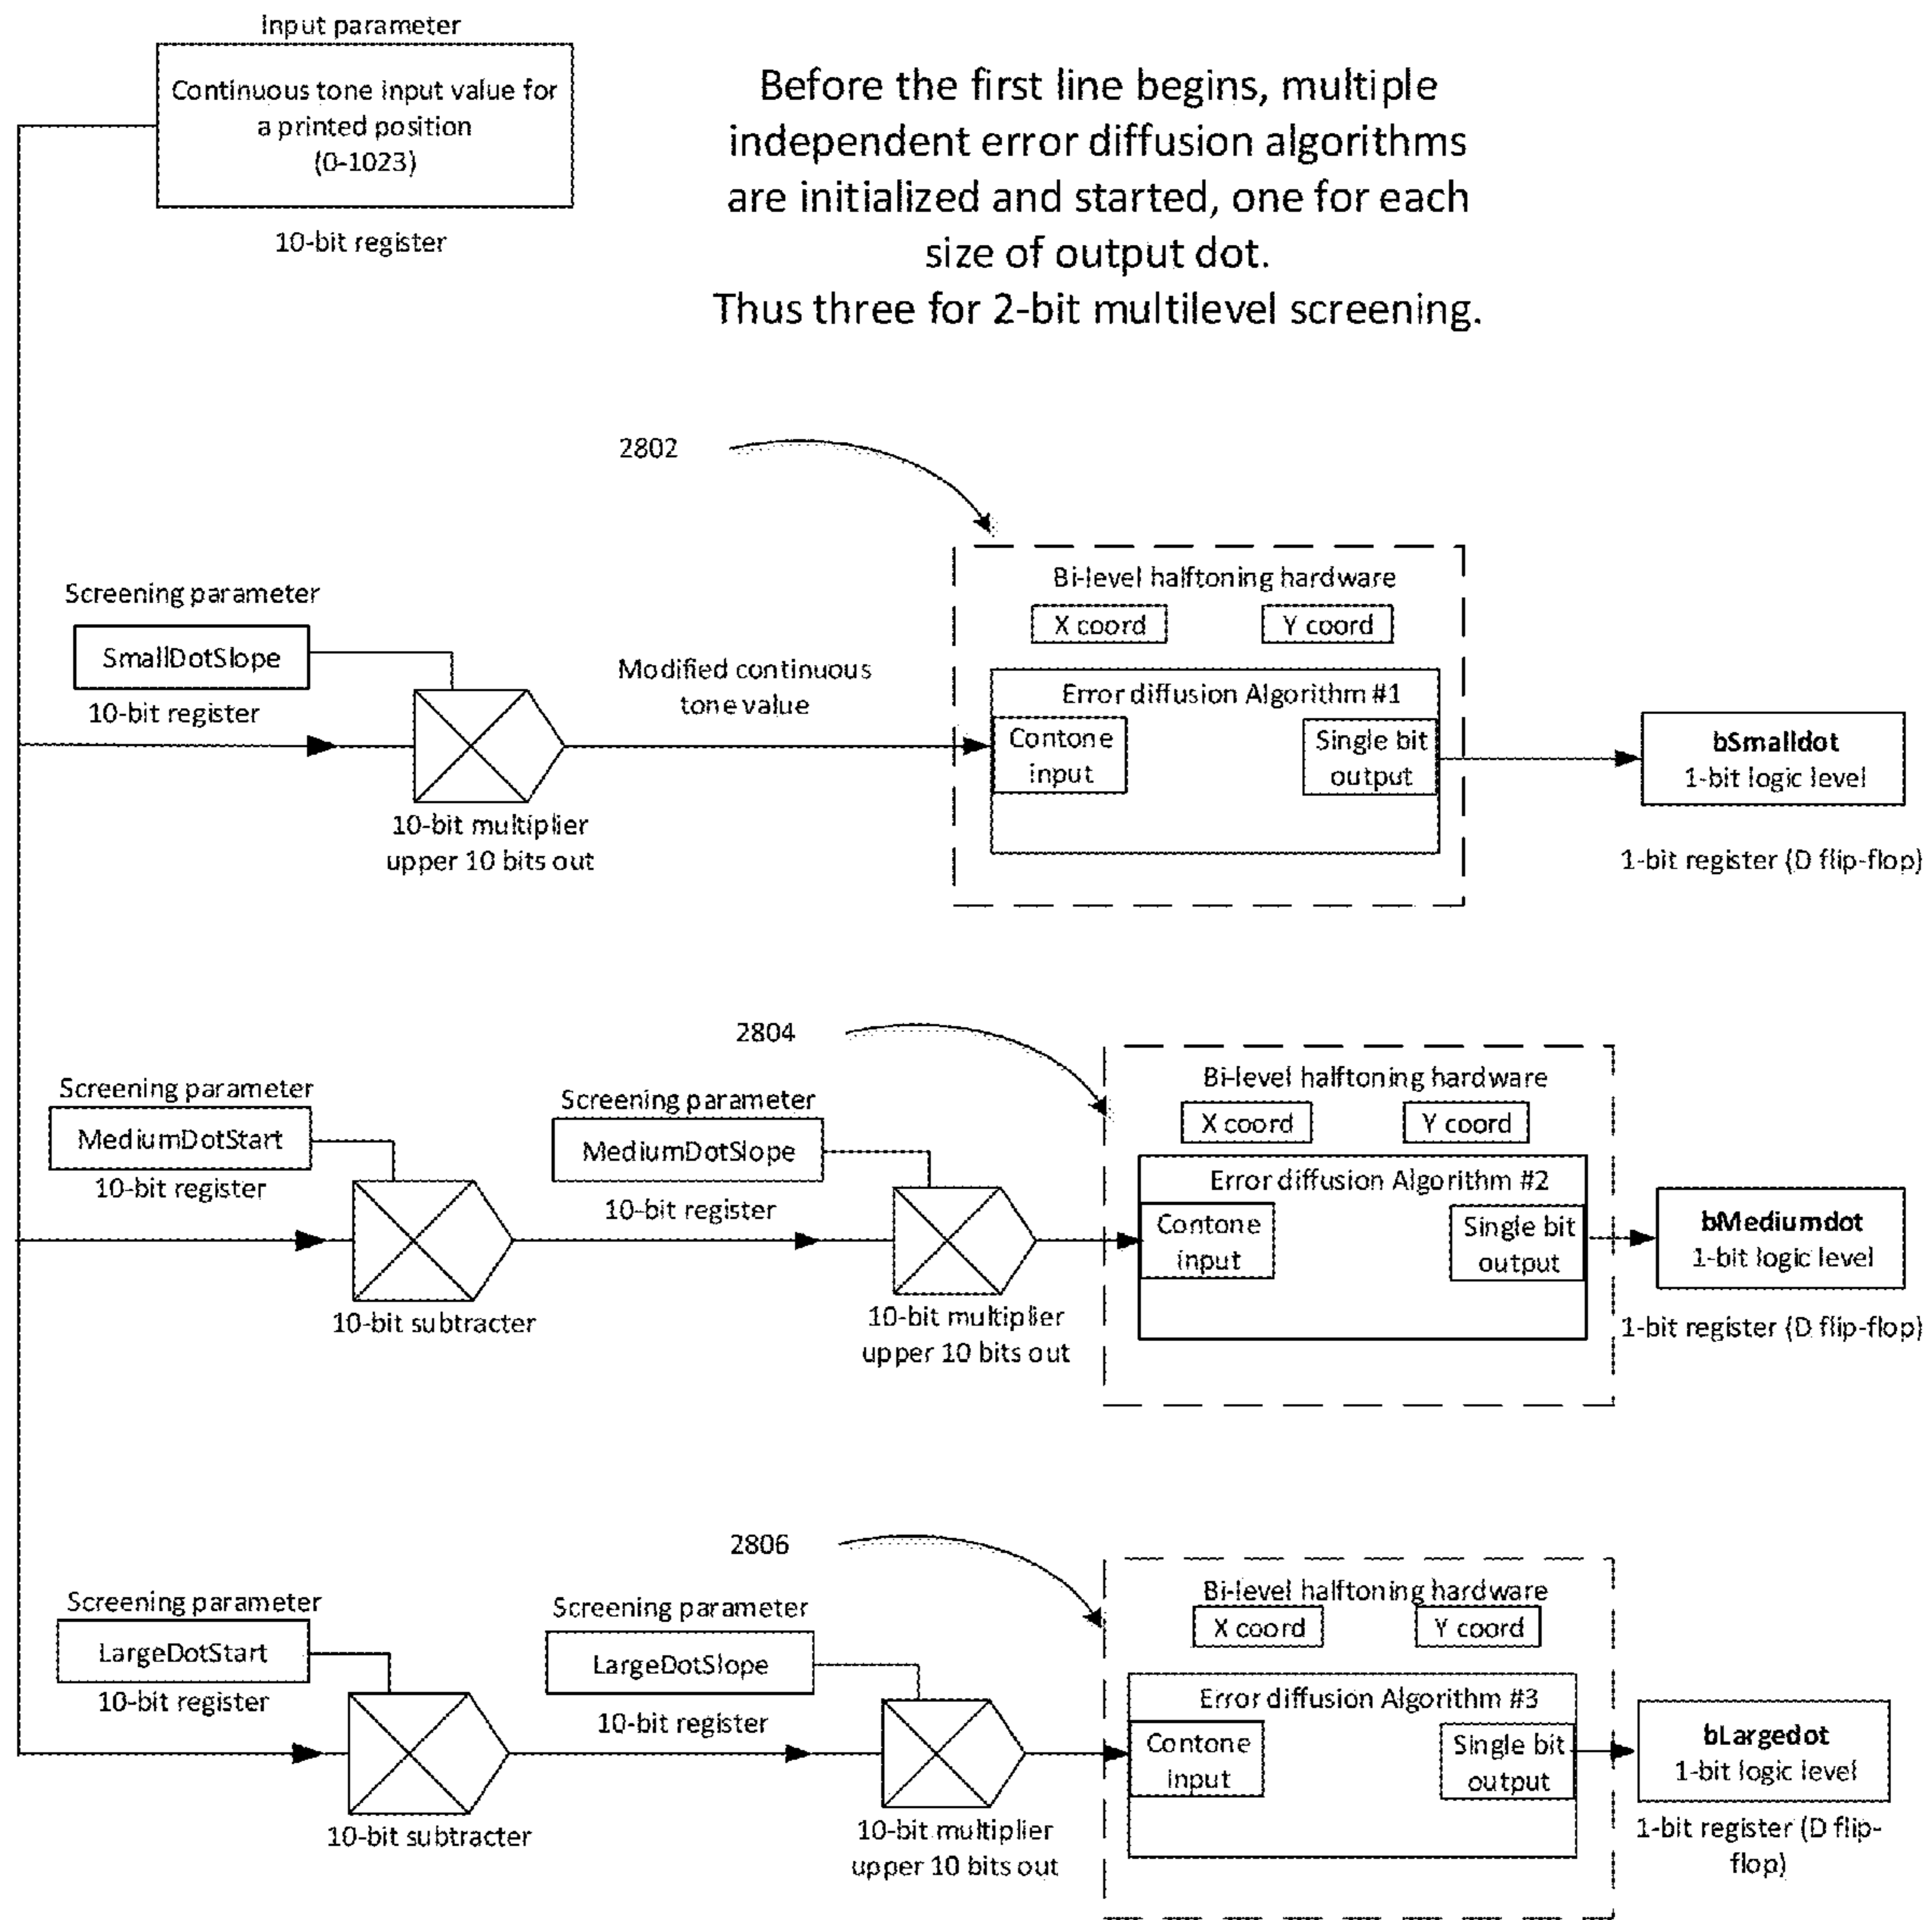 Input parameter
Continuous tone input value for
a printed position
(0-1023)
10-bit register
Before the first line begins, multiple
independent error diffusion algorithms
are initialized and started, one for each
size of output dot.
Thus three for 2-bit multilevel screening.
2802
Screening parameter
SmallDotSlope
10-bit register
10-bit multiplier
upper 10 bits out
Modified continuous
tone value
Bi-level halftoning hardware
X coord
Y coord
Error diffusion Algorithm #1
Contone
input
Single bit
output
bSmalldot
1-bit logic level
1-bit register (D flip-flop)
2804
Screening parameter
MediumDotStart
10-bit register
10-bit subtracter
Screening parameter
MediumDotSlope
10-bit register
10-bit multiplier
upper 10 bits out
Bi-level halftoning hardware
X coord
Y coord
Error diffusion Algorithm #2
Contone
input
Single bit
output
bMediumdot
1-bit logic level
1-bit register (D flip-flop)
2806
Screening parameter
LargeDotStart
10-bit register
10-bit subtracter
Screening parameter
LargeDotSlope
10-bit register
10-bit multiplier
upper 10 bits out
Bi-level halftoning hardware
X coord
Y coord
Error diffusion Algorithm #3
Contone
input
Single bit
output
bLargedot
1-bit logic level
1-bit register (D flip-
flop)